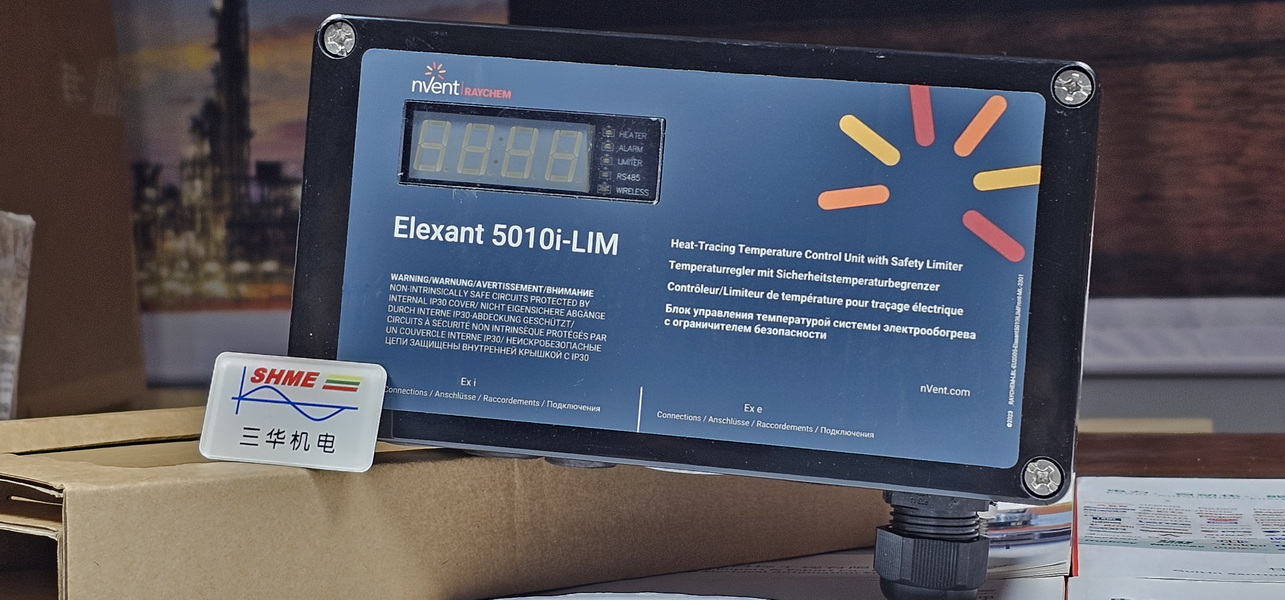 nVent RAYCHEM
HEATER
ALARM
LIMITER
RS485
WIRELESS
Elexant 5010i-LIM
WARNING/WARNUNG/AVERTISSEMENT/ВНИМАНИЕ
NON-INTRINSICALLY SAFE CIRCUITS PROTECTED BY
INTERNAL IP30 COVER/ NICHT EIGENSICHERE ABGÄNGE
DURCH INTERNE IP30-ABDECKUNG GESCHÜTZT/
CIRCUITS À SÉCURITÉ NON INTRINSÈQUE PROTÉGÉS PAR
UN COUVERCLE INTERNE IP30/ НЕИСКРОБЕЗОПАСНЫЕ
ЦЕПИ ЗАЩИЩЕНЫ ВНУТРЕННЕЙ КРЫШКОЙ С IP30
Heat-Tracing Temperature Control Unit with Safety Limiter
Temperaturregler mit Sicherheitstemperaturbegrenzer
Contrôleur/Limiteur de température pour traçage électrique
Блок управления температурой системы электрообогрева
с ограничителем безопасности
nVent.com
Ex i
Connections / Anschlüsse / Raccordements / Подключения
Ex e
Connections / Anschlüsse / Raccordements / Подключения
SHME
三华机电